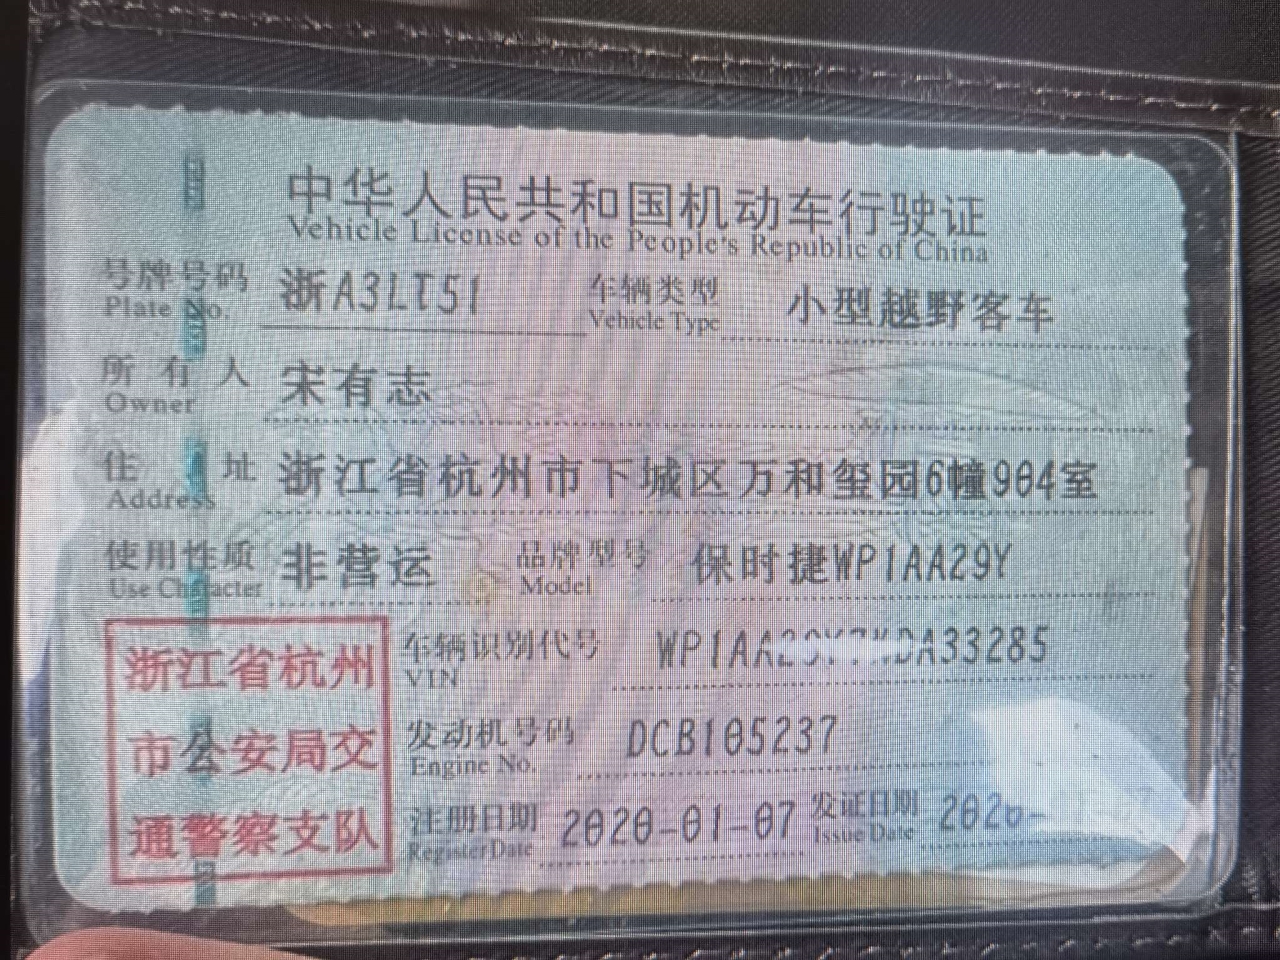 中华人民共和国机动车行驶证
Vehicle License of the People's Republic of China
号牌号码 浙A3LT51 车辆类型 小型越野客车
Plate No. Vehicle Type
所有人 宋有志
Owner
住址 浙江省杭州市下城区万和玺园6幢904室
Address
使用性质 非营运 品牌型号 保时捷WP1AA29Y
Use Character Model
浙江省杭州
市公安局交
通警察支队
车辆识别代号
VIN
发动机号码 DCB105237
Engine No.
注册日期 2020-01-07 发证日期 2020-
Register Date Issue Date